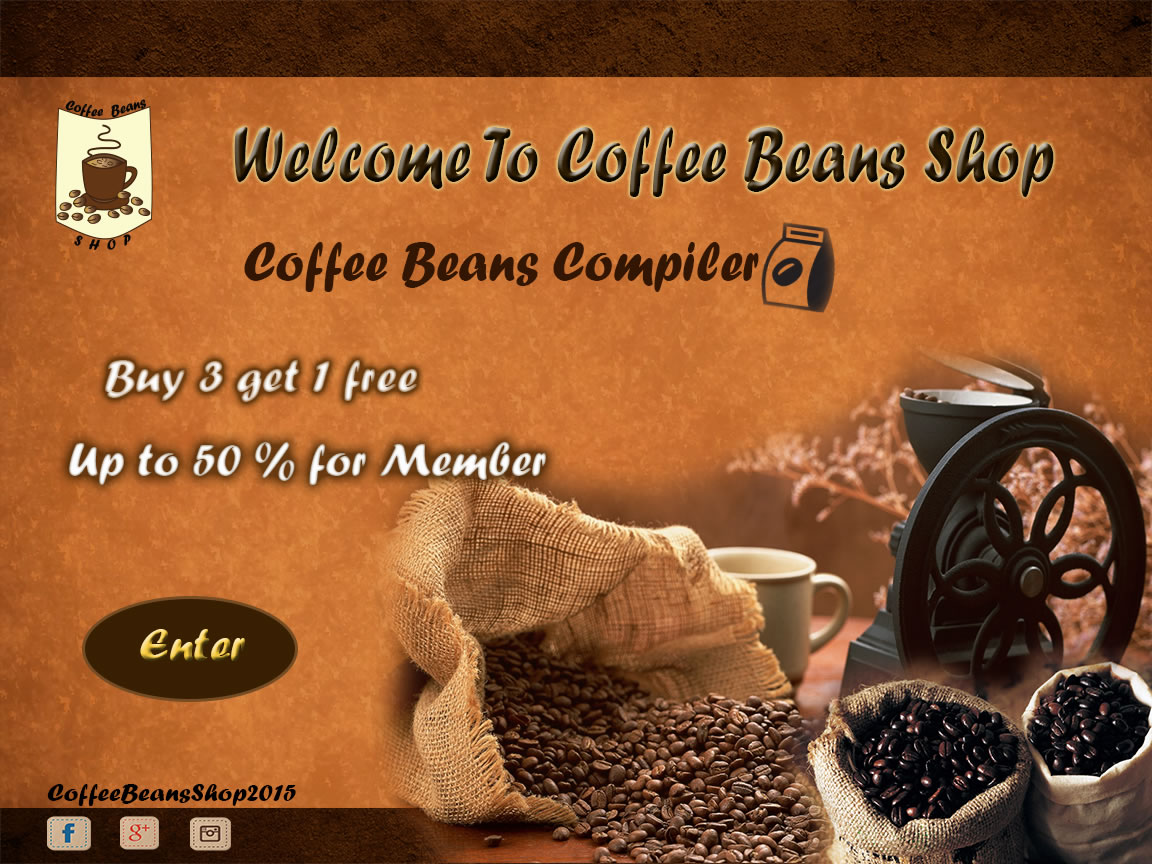 Coffee Beans
SHOP
Welcome To Coffee Beans Shop
Coffee Beans Compiler
Buy 3 get 1 free
Up to 50 % for Member
Enter
CoffeeBeansShop2015
f
g+